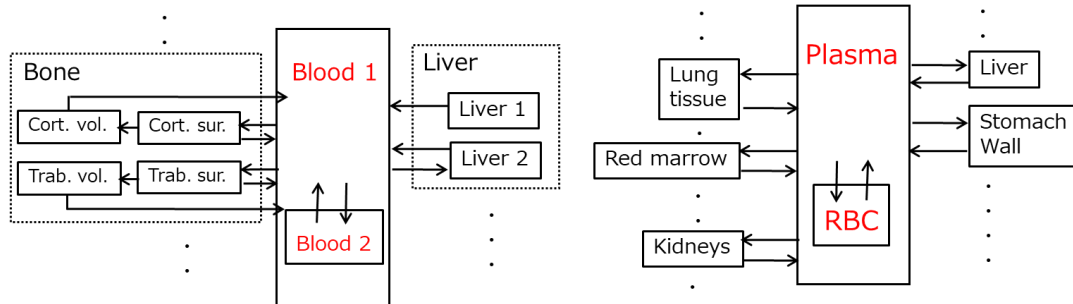 Bone
Blood 1
Liver
Cort. vol.
Cort. sur.
Liver 1
Liver 2
Trab. vol.
Trab. sur.
Blood 2
Plasma
Lung
tissue
Liver
Stomach
Wall
Red marrow
RBC
Kidneys